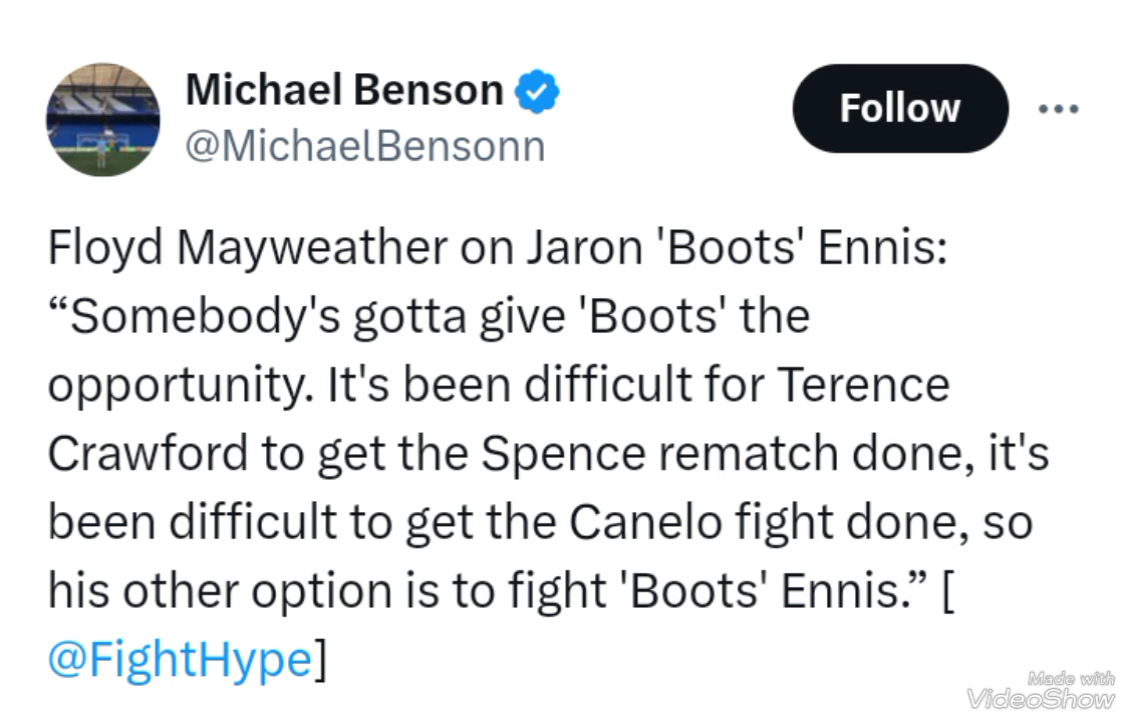 Michael Benson
@MichaelBensonn
Follow
Floyd Mayweather on Jaron 'Boots' Ennis:
“Somebody's gotta give 'Boots' the
opportunity. It's been difficult for Terence
Crawford to get the Spence rematch done, it's
been difficult to get the Canelo fight done, so
his other option is to fight 'Boots' Ennis.” [
@FightHype]
Made with
VideoShow